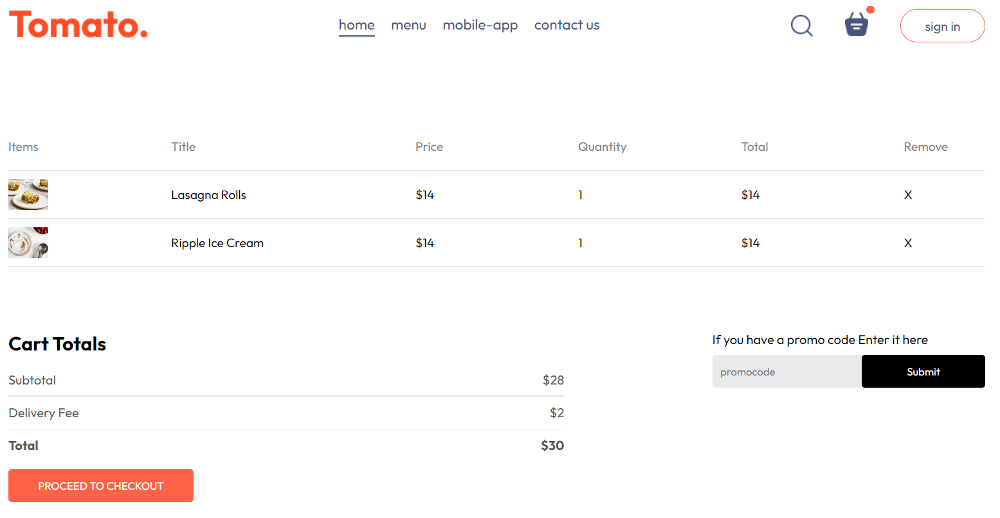 Tomato. home menu mobile-app contact us sign in
Items Title Price Quantity Total Remove
Lasagna Rolls $14 1 $14 X
Ripple Ice Cream $14 1 $14 X
Cart Totals
Subtotal $28
Delivery Fee $2
Total $30
PROCEED TO CHECKOUT
If you have a promo code Enter it here
promocode Submit